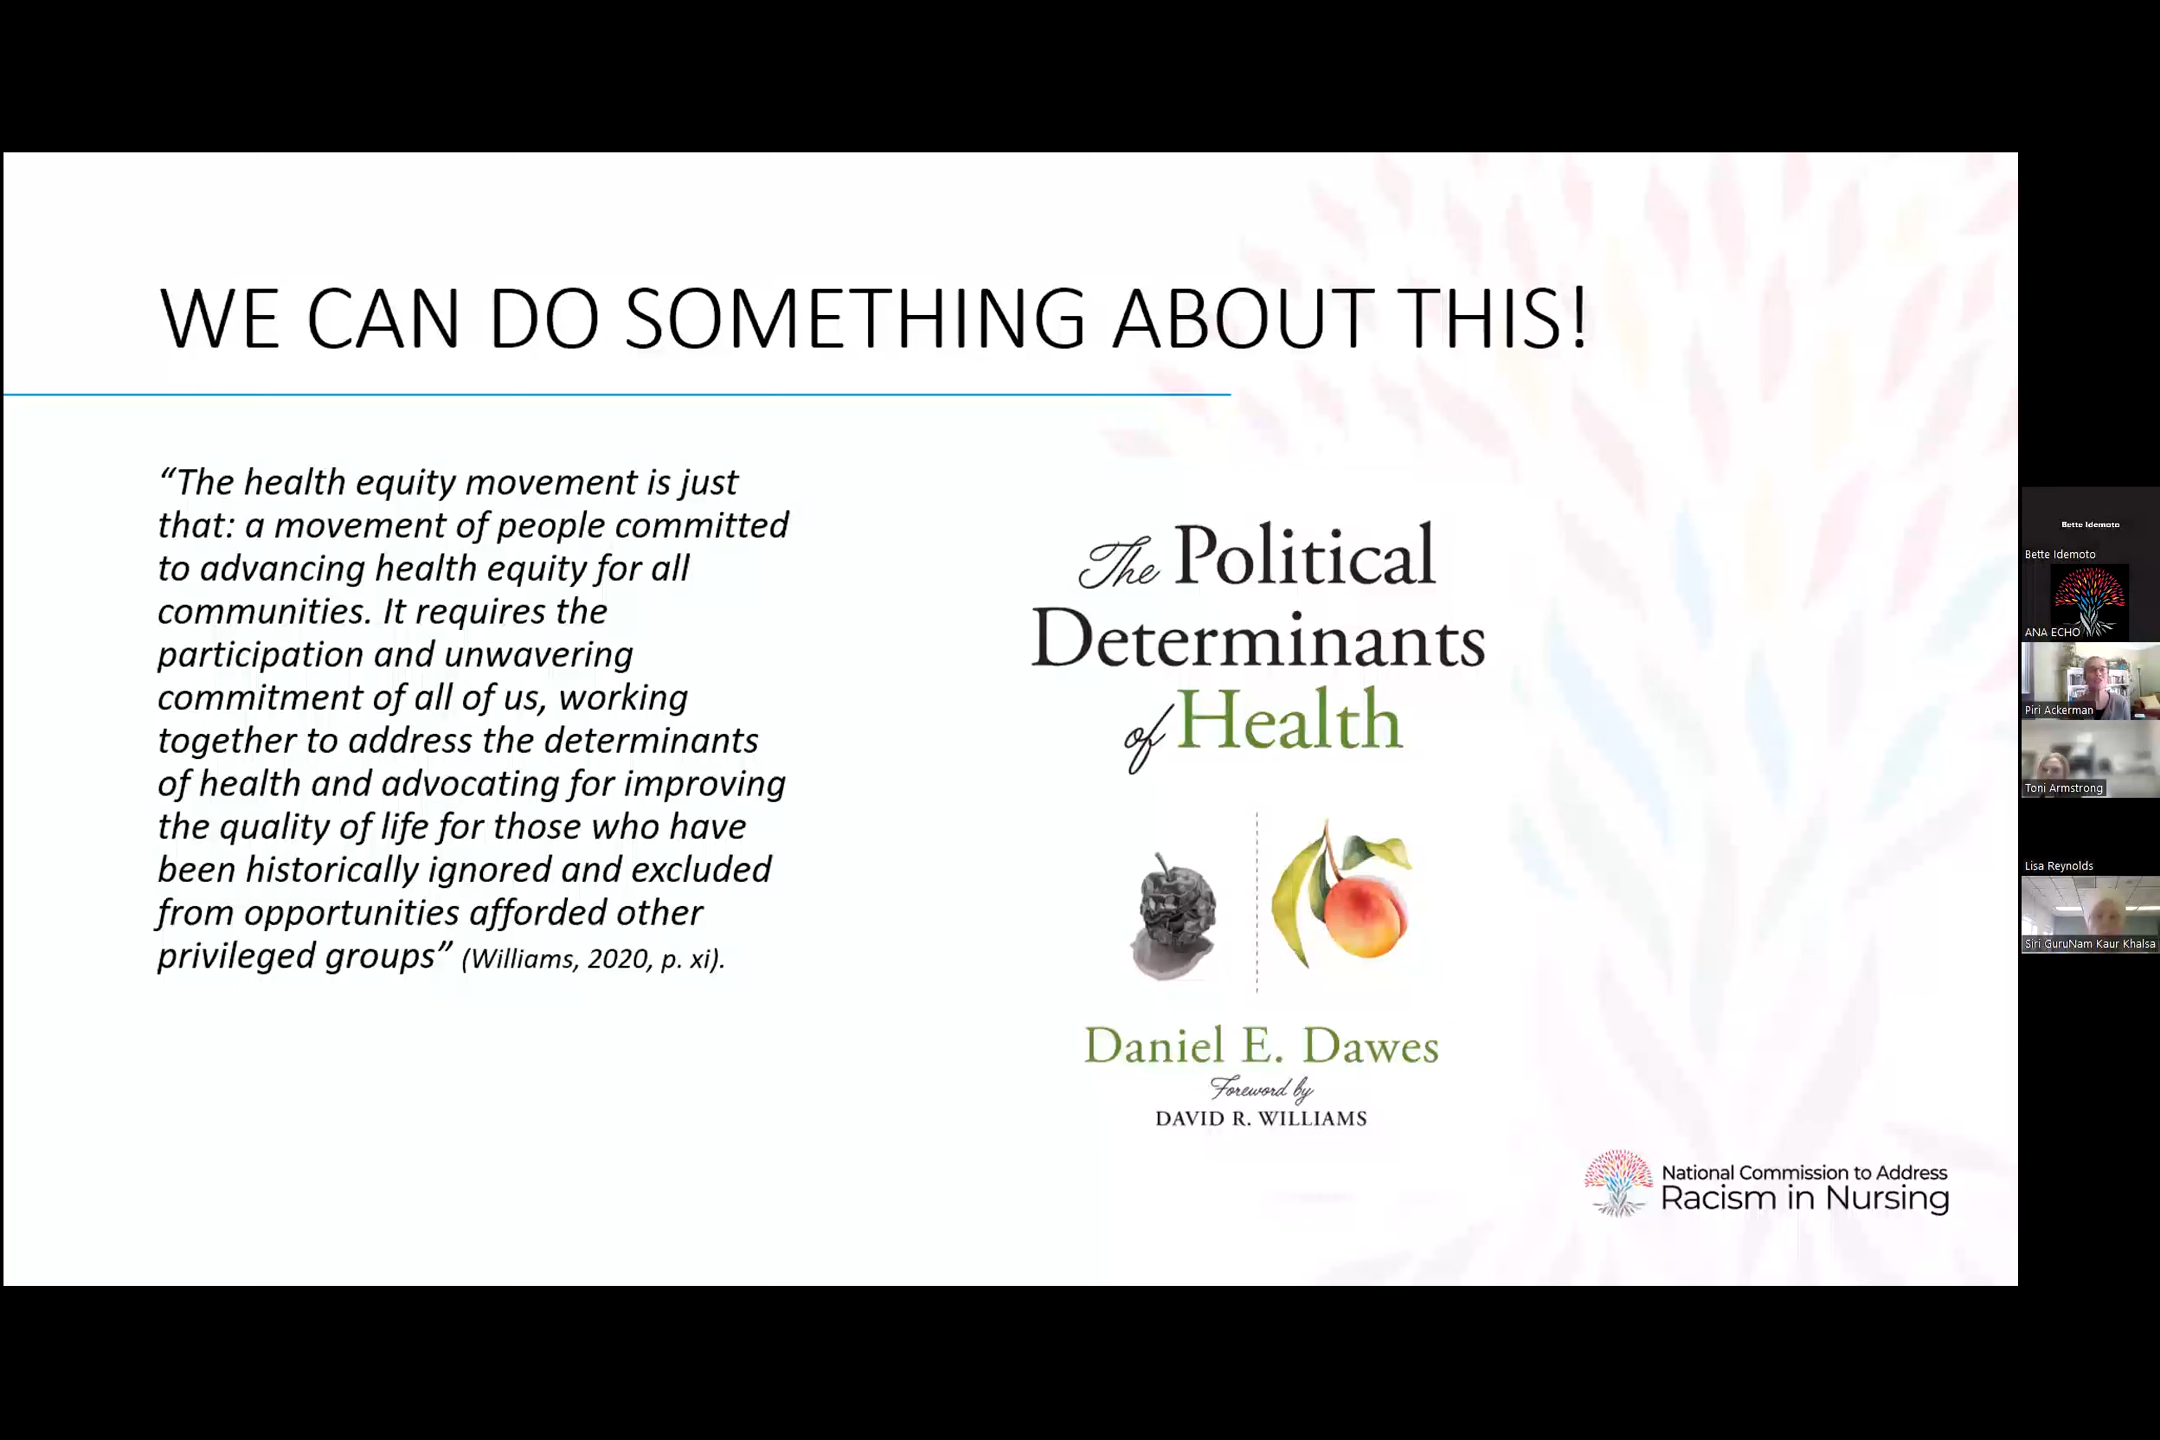 WE CAN DO SOMETHING ABOUT THIS!
“The health equity movement is just
that: a movement of people committed
to advancing health equity for all
communities. It requires the
participation and unwavering
commitment of all of us, working
together to address the determinants
of health and advocating for improving
the quality of life for those who have
been historically ignored and excluded
from opportunities afforded other
privileged groups” (Williams, 2020, p. xi).
The Political
Determinants
of Health
Daniel E. Dawes
Foreword by
DAVID R. WILLIAMS
National Commission to Address
Racism in Nursing
Bette Idemoto
Bette Idemoto
ANA ECHO
Piri Ackerman
Toni Armstrong
Lisa Reynolds
Siri GuruNam Kaur Khalsa